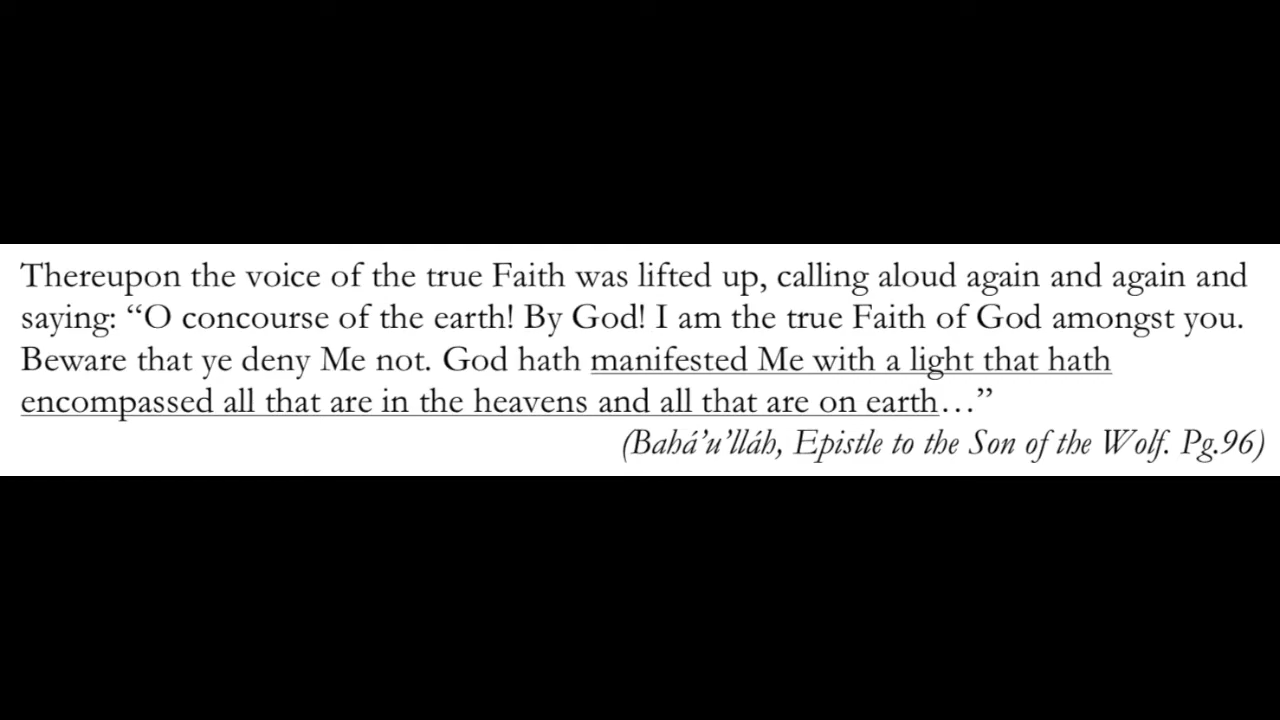 Thereupon the voice of the true Faith was lifted up, calling aloud again and again and
saying: “O concourse of the earth! By God! I am the true Faith of God amongst you.
Beware that ye deny Me not. God hath manifested Me with a light that hath
encompassed all that are in the heavens and all that are on earth…”
(Bahá’u’lláh, Epistle to the Son of the Wolf. Pg.96)